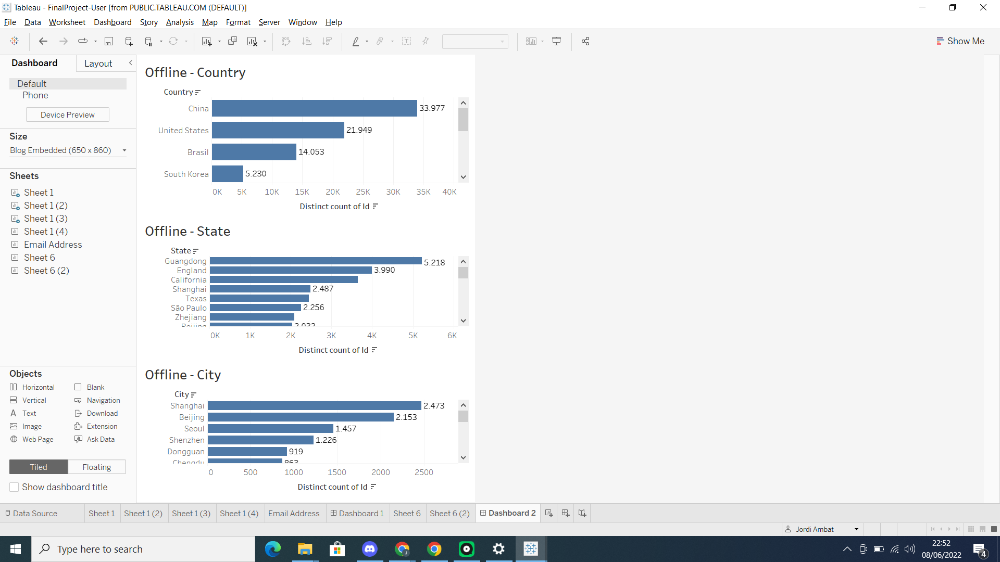 Tableau - FinalProject-User [from PUBLIC.TABLEAU.COM (DEFAULT)]
File Data Worksheet Dashboard Story Analysis Map Format Server Window Help
Show Me
Dashboard Layout
Default
Phone
Device Preview
Size
Blog Embedded (650 x 860)
Sheets
Sheet 1
Sheet 1 (2)
Sheet 1 (3)
Sheet 1 (4)
Email Address
Sheet 6
Sheet 6 (2)
Objects
Horizontal Blank
Vertical Navigation
Text Download
Image Extension
Web Page Ask Data
Tiled Floating
Show dashboard title
Offline - Country
Country
China 33.977
United States 21.949
Brasil 14.053
South Korea 5.230
0K 5K 10K 15K 20K 25K 30K 35K 40K
Distinct count of Id
Offline - State
State
Guangdong 5.218
England 3.990
California
Shanghai 2.487
Texas
São Paulo 2.256
Zhejiang
Beijing 2.032
0K 1K 2K 3K 4K 5K 6K
Distinct count of Id
Offline - City
City
Shanghai 2.473
Beijing 2.153
Seoul 1.457
Shenzhen 1.226
Dongguan 919
Chengdu 863
0 500 1000 1500 2000 2500
Distinct count of Id
Data Source Sheet 1 Sheet 1 (2) Sheet 1 (3) Sheet 1 (4) Email Address Dashboard 1 Sheet 6 Sheet 6 (2) Dashboard 2
Jordi Ambat
Type here to search
22:52
08/06/2022
4